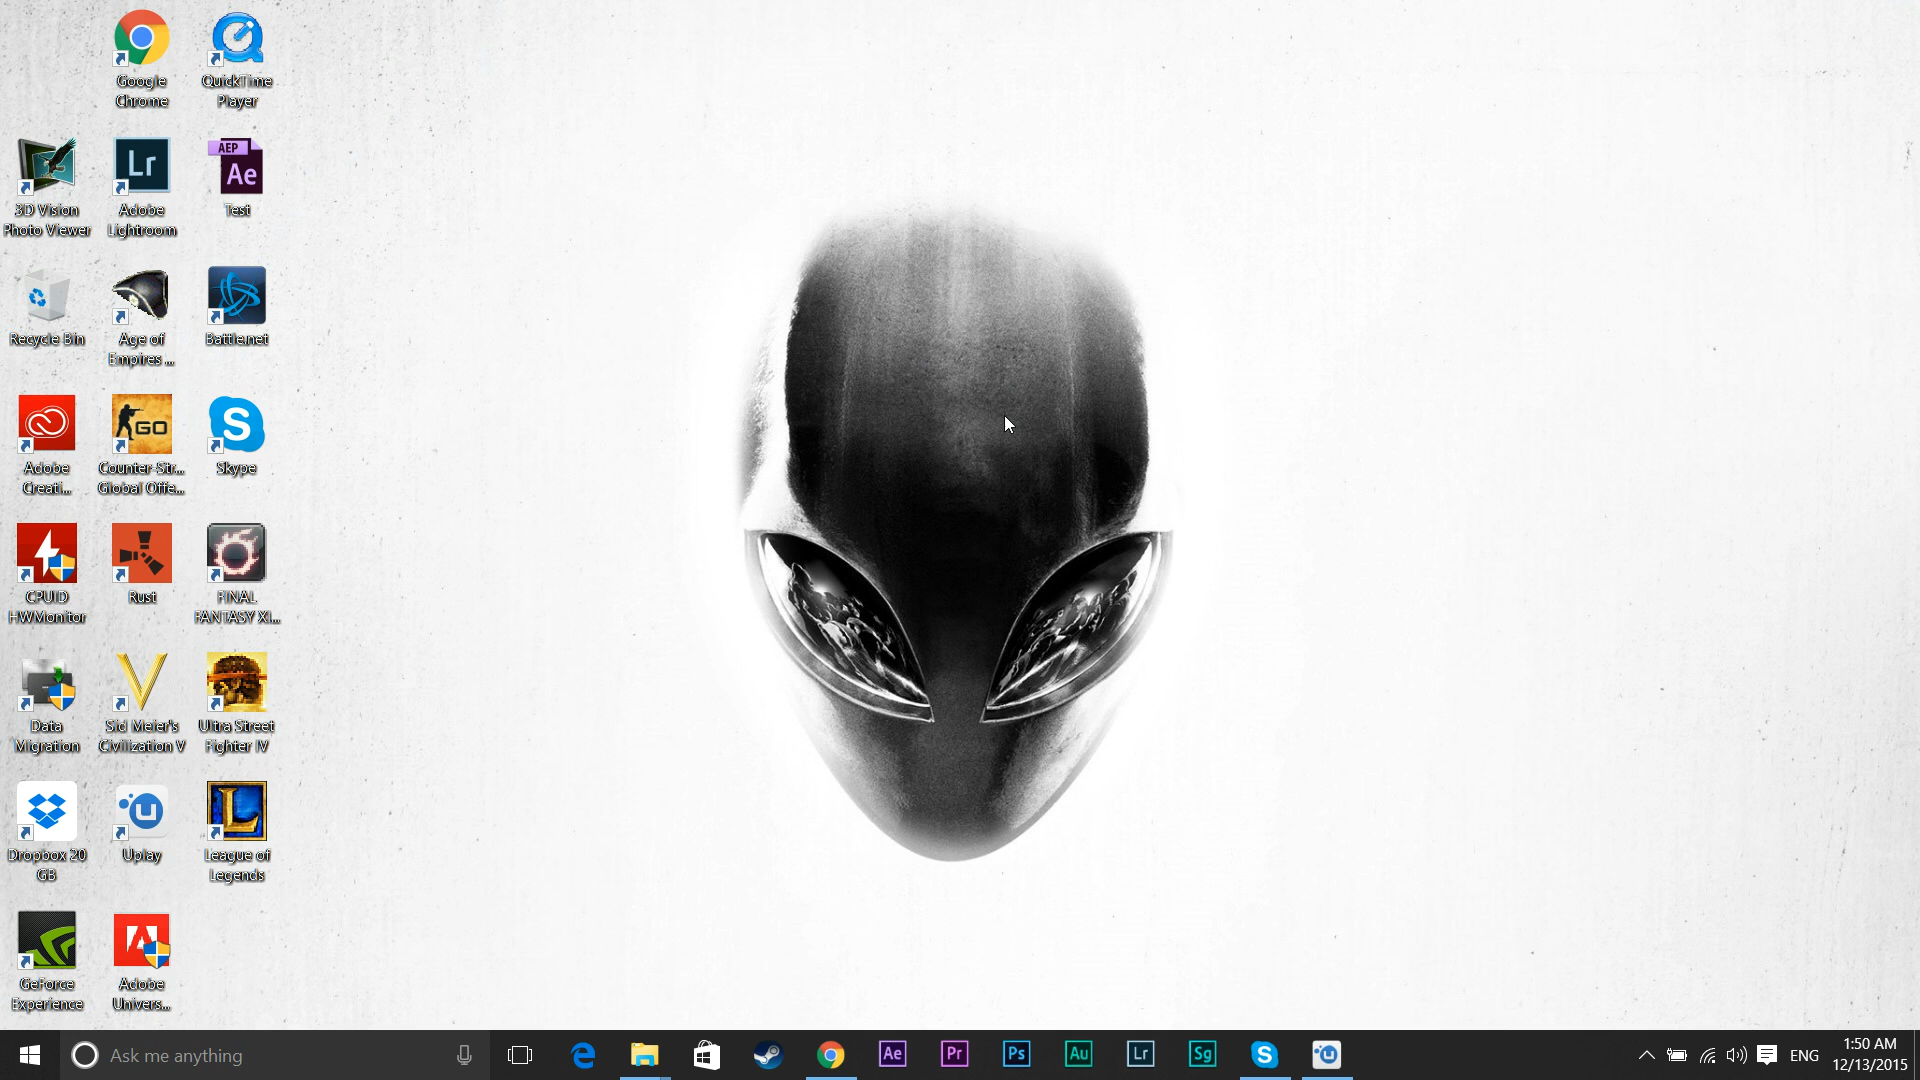 Google
Chrome
QuickTime
Player
3D Vision
Photo Viewer
Lr
Adobe
Lightroom
AEP
Ae
Test
Recycle Bin
Age of
Empires ...
Battle.net
Adobe
Creati...
GO
Counter-Str...
Global Offe...
S
Skype
CPUID
HWMonitor
Rust
FINAL
FANTASY XI...
Data
Migration
V
Sid Meier's
Civilization V
Ultra Street
Fighter IV
Dropbox 20
GB
U
Uplay
L
League of
Legends
GeForce
Experience
Adobe
Univers...
Ask me anything
Ae
Pr
Ps
Au
Lr
Sg
S
U
ENG
1:50 AM
12/13/2015